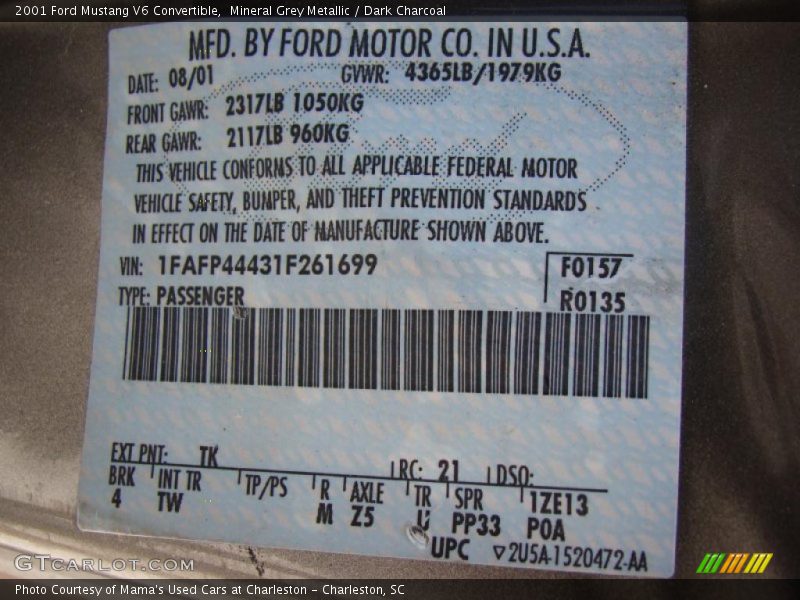 2001 Ford Mustang V6 Convertible,  Mineral Grey Metallic / Dark Charcoal
MFD. BY FORD MOTOR CO. IN U.S.A.
DATE: 08/01 GVWR: 4365LB/1979KG
FRONT GAWR: 2317LB 1050KG
REAR GAWR: 2117LB 960KG
THIS VEHICLE CONFORMS TO ALL APPLICABLE FEDERAL MOTOR
VEHICLE SAFETY, BUMPER, AND THEFT PREVENTION STANDARDS
IN EFFECT ON THE DATE OF MANUFACTURE SHOWN ABOVE.
VIN: 1FAFP44431F261699 F0157
TYPE: PASSENGER R0135
EXT PNT: TK RC: 21 DSO:
BRK INT TR TP/PS R AXLE TR SPR 1ZE13
4 TW M Z5 U PP33 POA
UPC ▽2U5A-1520472-AA
GTCARLOT.COM
Photo Courtesy of Mama's Used Cars at Charleston - Charleston, SC